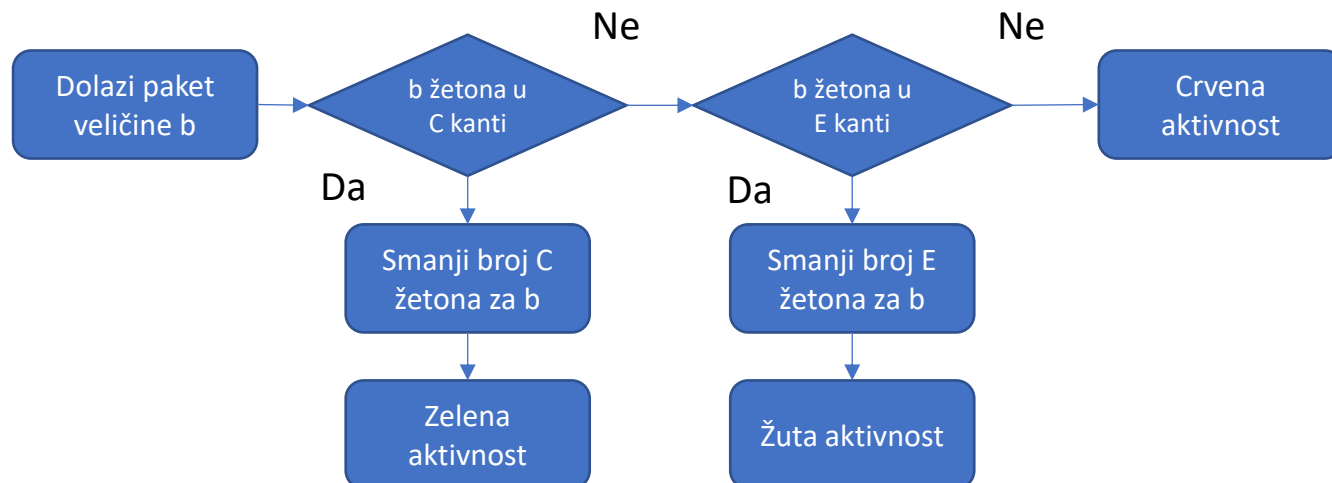 Dolazi paket
veličine b
b žetona u
C kanti
Ne
b žetona u
E kanti
Ne
Crvena
aktivnost
Da
Smanji broj C
žetona za b
Zelena
aktivnost
Da
Smanji broj E
žetona za b
Žuta aktivnost